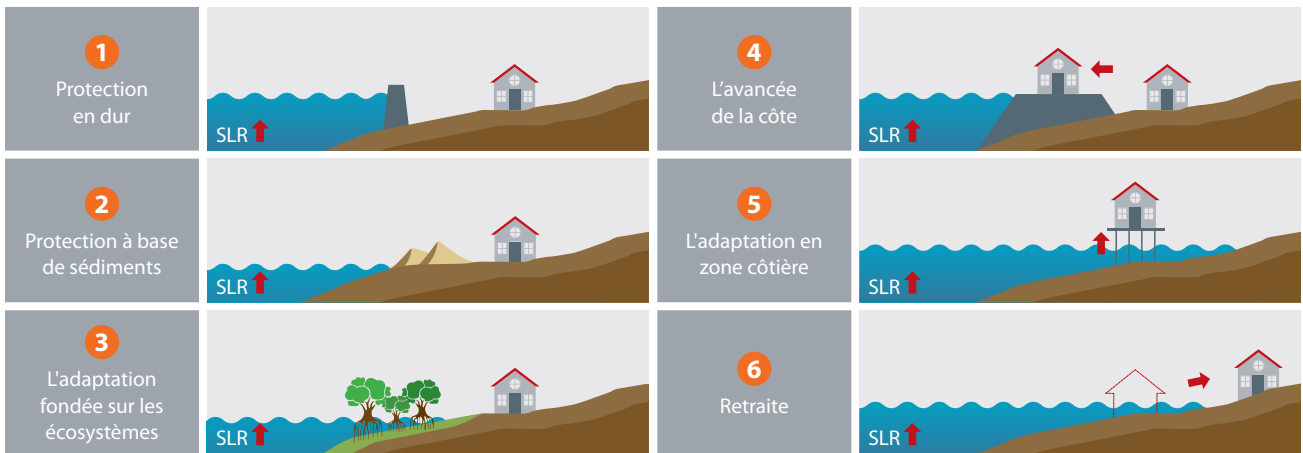 1
Protection
en dur
SLR
2
Protection à base
de sédiments
SLR
3
L'adaptation
fondée sur les
écosystèmes
SLR
4
L’avancée
de la côte
SLR
5
L'adaptation en
zone côtière
SLR
6
Retraite
SLR